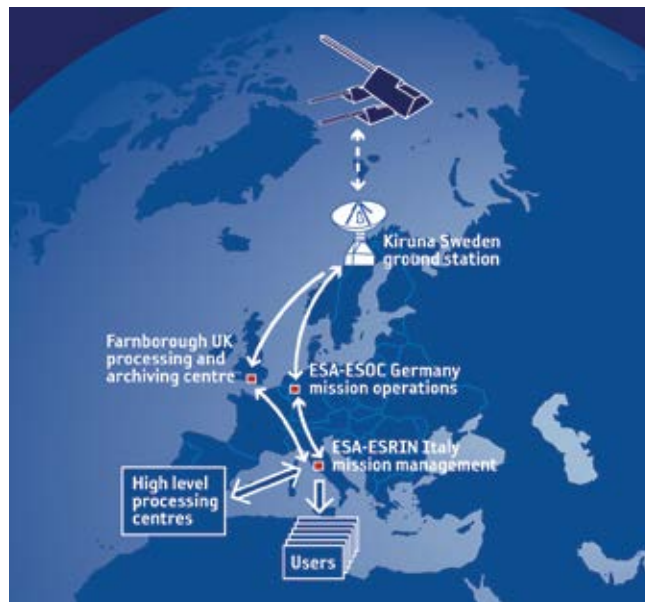 Kiruna Sweden
ground station
Farnborough UK
processing and
archiving centre
ESA-ESOC Germany
mission operations
ESA-ESRIN Italy
mission management
High level
processing
centres
Users